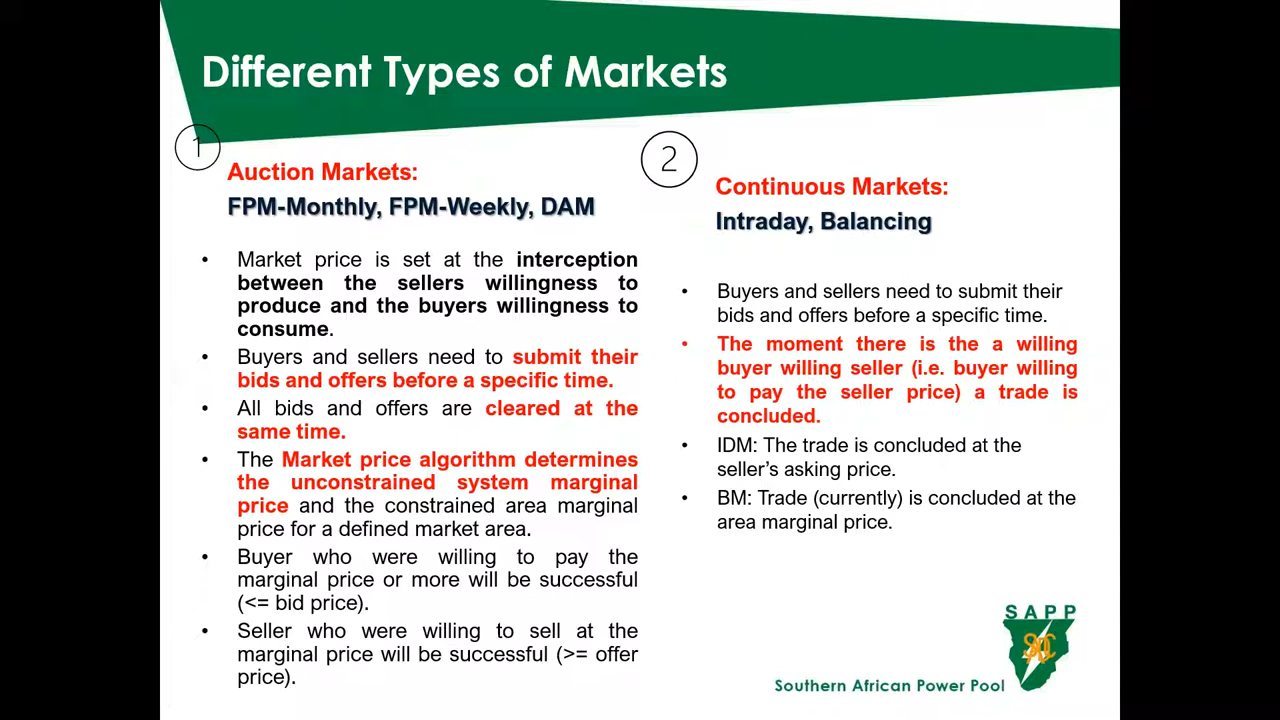 Different Types of Markets
1
Auction Markets:
FPM-Monthly, FPM-Weekly, DAM
• Market price is set at the interception
between the sellers willingness to
produce and the buyers willingness to
consume.
• Buyers and sellers need to submit their
bids and offers before a specific time.
• All bids and offers are cleared at the
same time.
• The Market price algorithm determines
the unconstrained system marginal
price and the constrained area marginal
price for a defined market area.
• Buyer who were willing to pay the
marginal price or more will be successful
(<= bid price).
• Seller who were willing to sell at the
marginal price will be successful (>= offer
price).
2
Continuous Markets:
Intraday, Balancing
• Buyers and sellers need to submit their
bids and offers before a specific time.
• The moment there is the a willing
buyer willing seller (i.e. buyer willing
to pay the seller price) a trade is
concluded.
• IDM: The trade is concluded at the
seller's asking price.
• BM: Trade (currently) is concluded at the
area marginal price.
SAPP
Southern African Power Pool